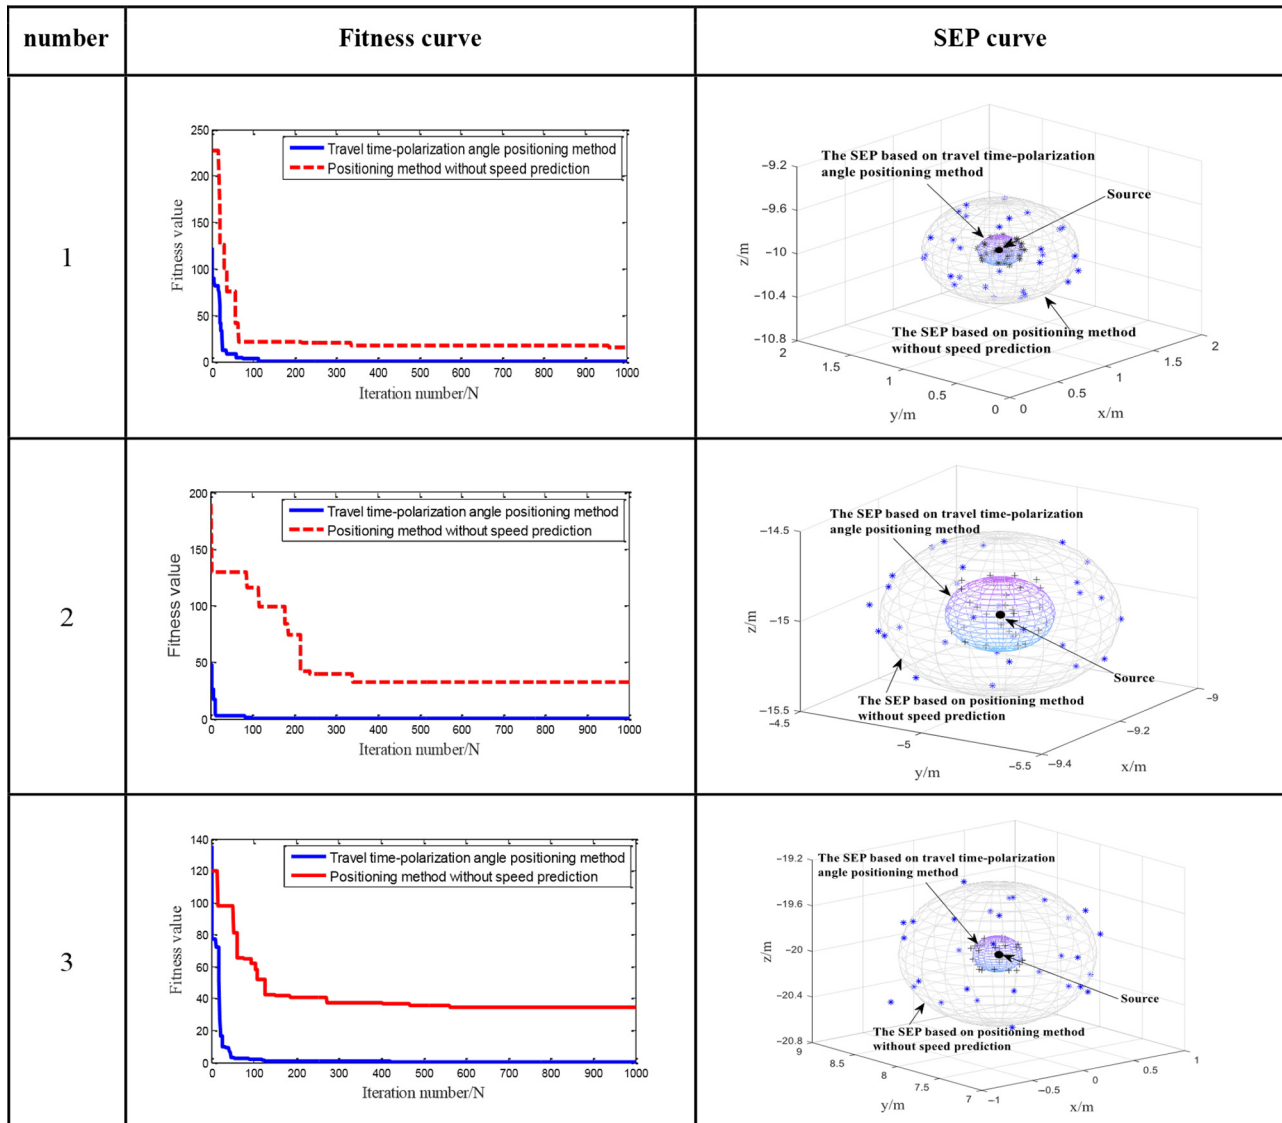 number
Fitness curve
SEP curve
1
250
200
150
100
50
0
Fitness value
Travel time-polarization angle positioning method
Positioning method without speed prediction
0 100 200 300 400 500 600 700 800 900 1000
Iteration number/N
The SEP based on travel time-polarization
angle positioning method
Source
The SEP based on positioning method
without speed prediction
−9.2
−9.6
−10
−10.4
−10.8
z/m
2
1.5
1
0.5
0
y/m
0
0.5
1
1.5
2
x/m
2
200
150
100
50
0
Fitness value
Travel time-polarization angle positioning method
Positioning method without speed prediction
0 100 200 300 400 500 600 700 800 900 1000
Iteration number/N
The SEP based on travel time-polarization
angle positioning method
Source
The SEP based on positioning method
without speed prediction
−14.5
−15
−15.5
z/m
−4.5
−5
−5.5
y/m
−9.4
−9.2
−9
x/m
3
140
120
100
80
60
40
20
0
Fitness value
Travel time-polarization angle positioning method
Positioning method without speed prediction
0 100 200 300 400 500 600 700 800 900 1000
Iteration number/N
The SEP based on travel time-polarization
angle positioning method
Source
The SEP based on positioning method
without speed prediction
−19.2
−19.6
−20
−20.4
−20.8
z/m
9
8.5
8
7.5
7
y/m
−1
−0.5
0
0.5
1
x/m